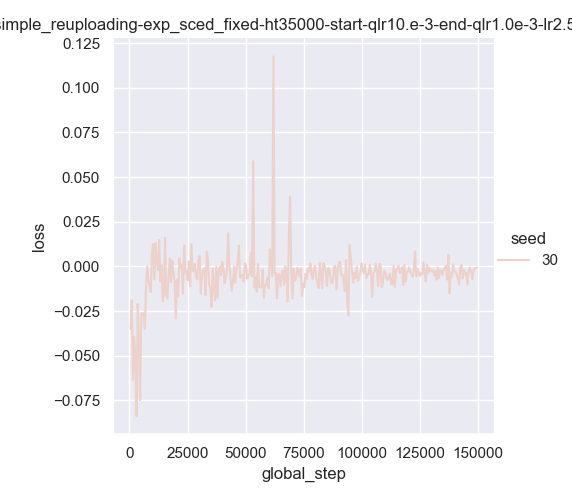 simple_reuploading-exp_sced_fixed-ht35000-start-qlr10.e-3-end-qlr1.0e-3-lr2.5
0.125
0.100
0.075
0.050
0.025
0.000
−0.025
−0.050
−0.075
loss
0 25000 50000 75000 100000 125000 150000
global_step
seed
30